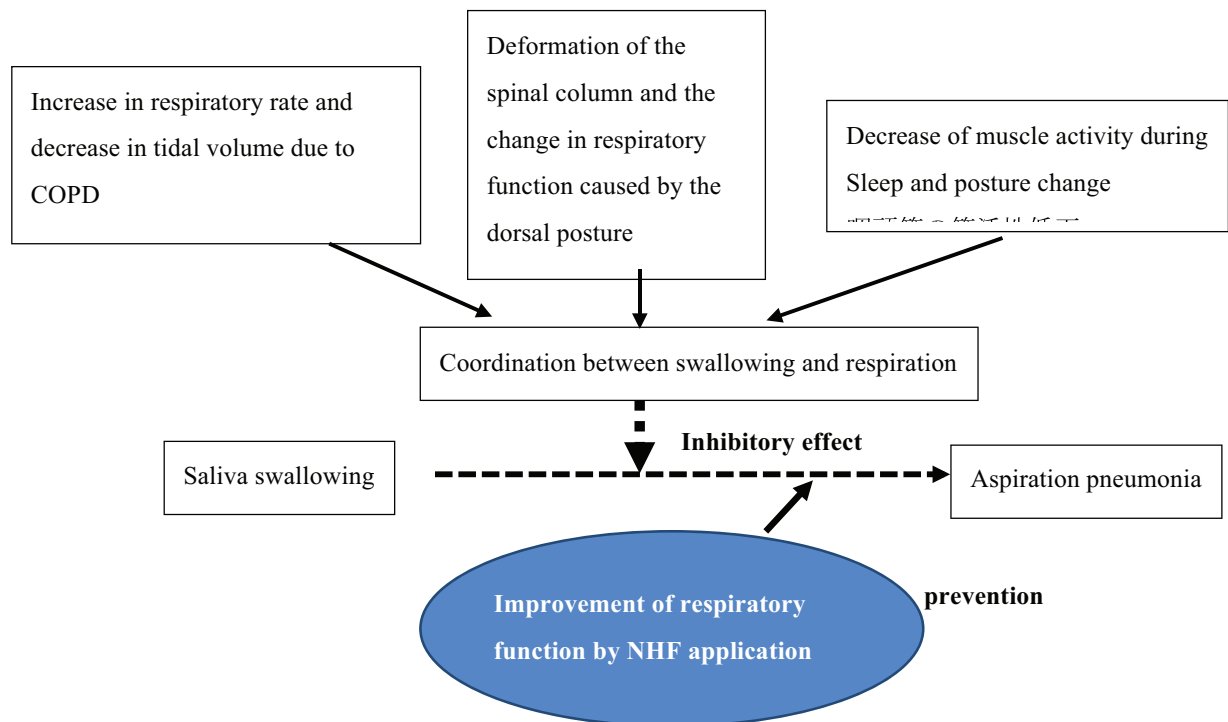 Increase in respiratory rate and
decrease in tidal volume due to
COPD
Deformation of the
spinal column and the
change in respiratory
function caused by the
dorsal posture
Decrease of muscle activity during
Sleep and posture change
Coordination between swallowing and respiration
Inhibitory effect
Saliva swallowing
Aspiration pneumonia
Improvement of respiratory
function by NHF application
prevention